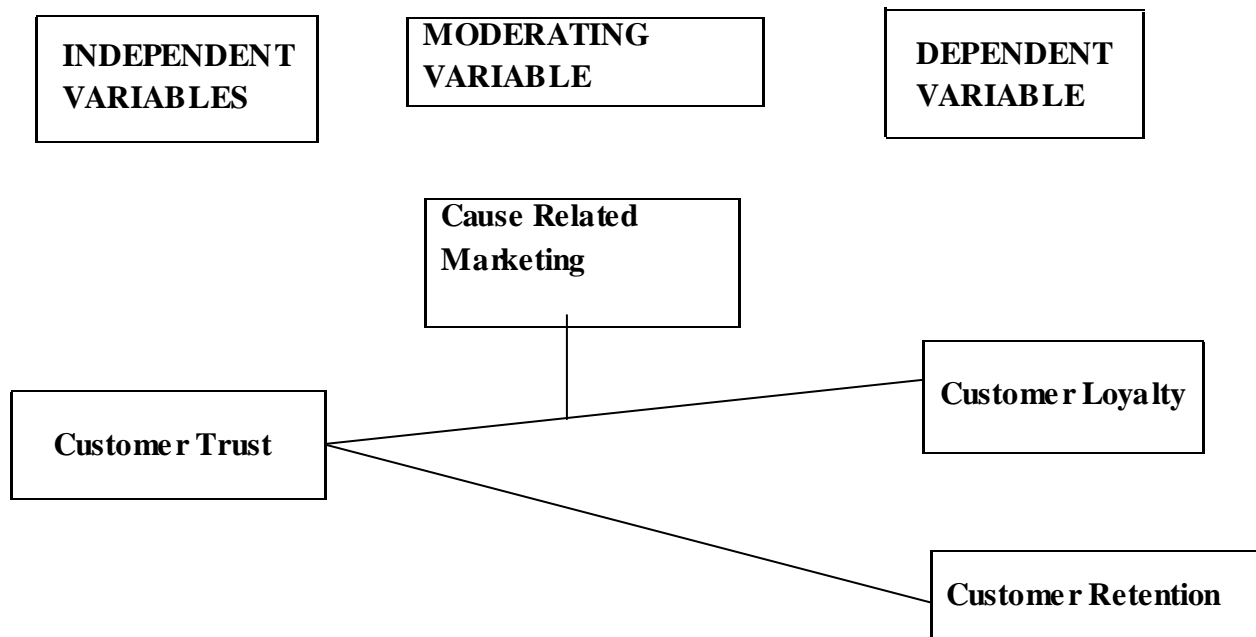 INDEPENDENT
VARIABLES
MODERATING
VARIABLE
DEPENDENT
VARIABLE
Cause Related
Marketing
Customer Trust
Customer Loyalty
Customer Retention